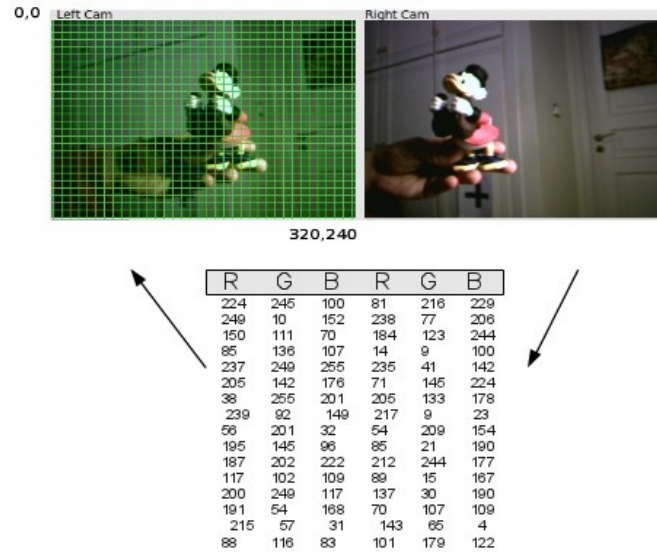 0,0 Left Cam Right Cam
320,240
R G B R G B
224 245 100 81 216 229
249 10 152 238 77 206
150 111 70 184 123 244
85 136 107 14 9 100
237 249 255 235 41 142
205 142 176 71 145 224
38 255 201 205 133 178
239 92 149 217 9 23
56 201 32 54 209 154
195 145 96 85 21 190
187 202 222 212 244 177
117 102 109 89 15 167
200 249 117 137 30 190
191 54 168 70 107 109
215 57 31 143 65 4
88 116 83 101 179 122